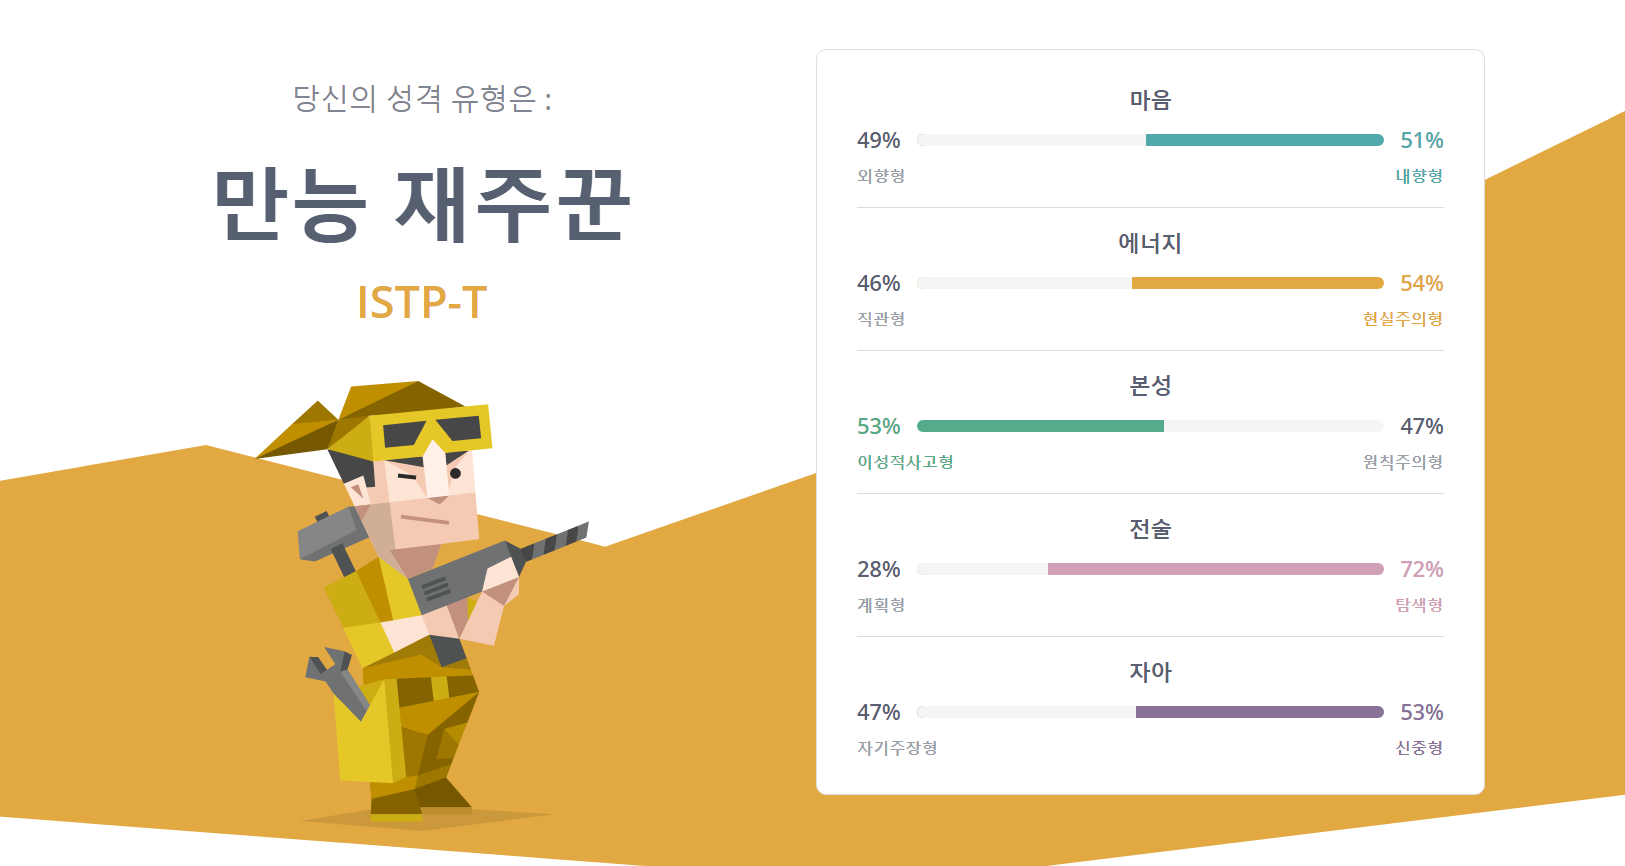 당신의 성격 유형은 :
만능 재주꾼
ISTP-T
마음
49% 51%
외향형 내향형
에너지
46% 54%
직관형 현실주의형
본성
53% 47%
이성적사고형 원칙주의형
전술
28% 72%
계획형 탐색형
자아
47% 53%
자기주장형 신중형